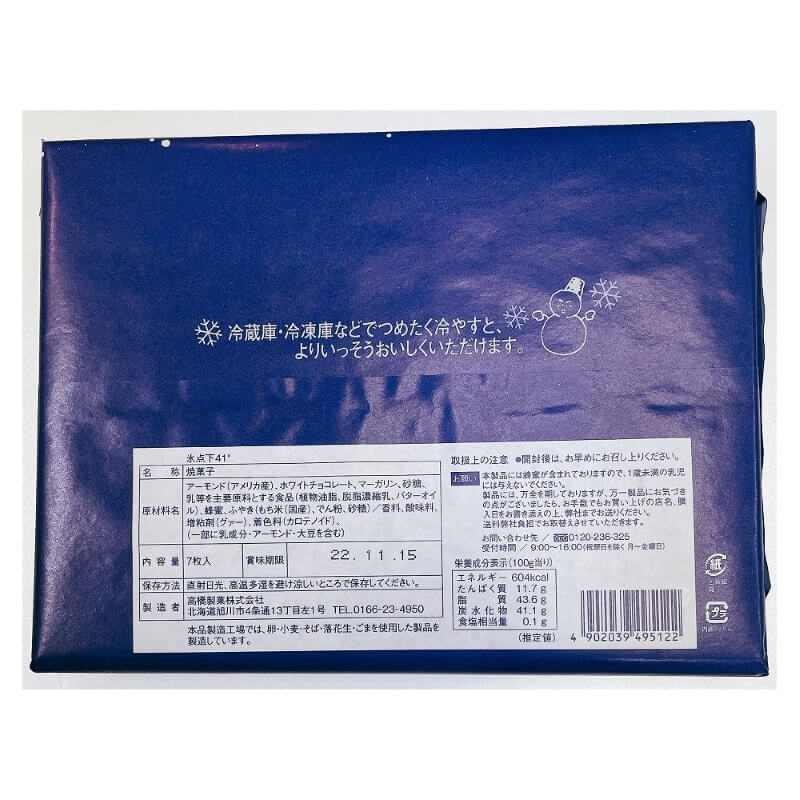 冷蔵庫・冷凍庫などでつめたく冷やすと、
よりいっそうおいしくいただけます。
氷点下41°
名 称 焼菓子
原材料名 アーモンド(アメリカ産)、ホワイトチョコレート、マーガリン、砂糖、
乳等を主要原料とする食品(植物油脂、脱脂濃縮乳、バターオイ
ル)、蜂蜜、ふやき(もち米(国産)、でん粉、砂糖)/香料、酸味料、
増粘剤(グァー)、着色料(カロテノイド)、
(一部に乳成分・アーモンド・大豆を含む)
内 容 量 7枚入 賞味期限 22.11.15
保存方法 直射日光、高温多湿を避け涼しいところで保存してください。
製 造 者 高橋製菓株式会社
北海道旭川市4条通13丁目左1号 TEL.0166-23-4950
本品製造工場では、卵・小麦・そば・落花生・ごまを使用した製品を
製造しています。
取扱上の注意 ●開封後は、お早めにお召し上りください。
お願い 本製品には蜂蜜が含まれておりますので、1歳未満の乳児
には与えないでください。
製品には、万全を期しておりますが、万一製品にお気づき
の点がございましたら、お手数でもお買い上げの店名、購
入日をお書き添えの上、弊社までお送りください。
送料弊社負担でお取替えさせていただきます。
お問い合わせ先 / 0120-236-325
受付時間 / 9:00〜16:00(祝祭日を除く 月〜金曜日)
栄養成分表示(100g当り)
エネルギー 604kcal
たんぱく質 11.7g
脂 質 43.6g
炭水化物 41.1g
食塩相当量 0.1g
(推定値)
4 902039 495122
紙
包装紙
箱
プラ
内装フィルム